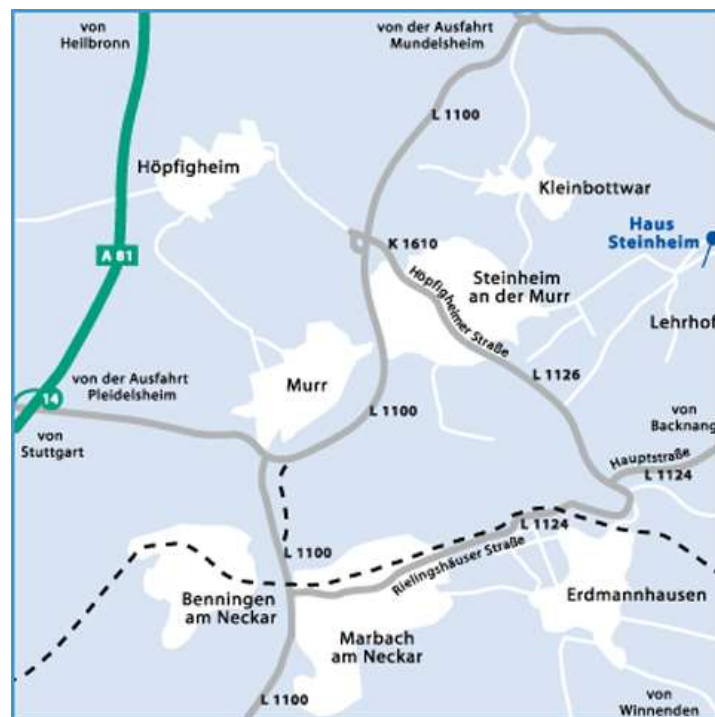 von
Heilbronn
von der Ausfahrt
Mundelsheim
L 1100
Höpfigheim
Kleinbottwar
Haus
Steinheim
K 1610
A 81
Steinheim
an der Murr
Höpfigheimer Straße
Lehrhof
von der Ausfahrt
Pleidelsheim
14
Murr
L 1126
L 1100
von
Stuttgart
von
Backnang
Hauptstraße
L 1124
L 1124
L 1100
Rielingshäuser Straße
Benningen
am Neckar
Erdmannhausen
Marbach
am Neckar
L 1100
von
Winnenden